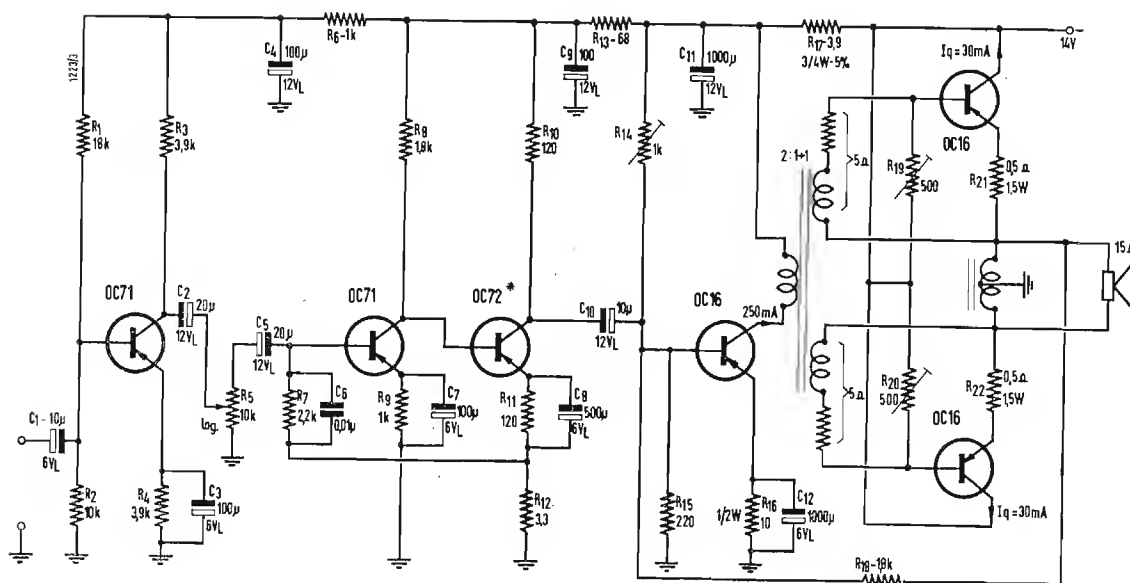 R6-1k
C4
100µ
12VL
C9
100
12VL
R13-68
C11
1000µ
12VL
R17-3,9
3/4W-5%
14V
Iq=30mA
1223/3
R1
18k
R3
3,9k
R8
1,8k
R10
120
R14
1k
2:1+1
5Ω
R19
500
OC16
R21
0,5Ω
1,5W
15Ω
OC71
C2
20µ
12VL
OC71
OC72*
C10
10µ
12VL
OC16
250mA
C5
20µ
12VL
R5
10k
log.
R7
2,2k
C6
0,01µ
R9
1k
C7
100µ
6VL
R11
120
C8
500µ
6VL
R20
500
5Ω
R22
0,5Ω
1,5W
OC16
C1-10µ
6VL
R2
10k
R4
3,9k
C3
100µ
6VL
R12
3,3
R15
220
1/2W
R16
10
C12
1000µ
6VL
Iq=30mA
R18-1,8k